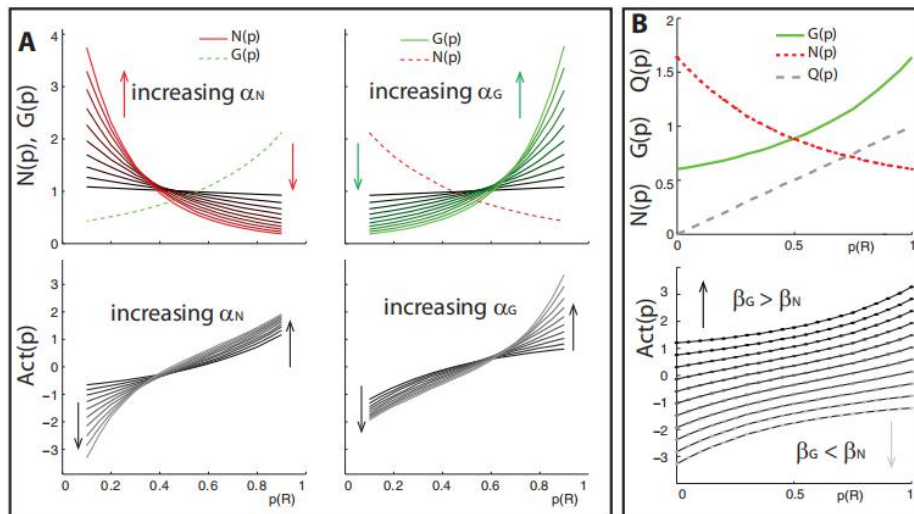 A
N(p), G(p)
4
3
2
1
0
N(p)
G(p)
increasing αN
G(p)
N(p)
increasing αG
Act(p)
3
2
1
0
−1
−2
−3
increasing αN
increasing αG
0 0.2 0.4 0.6 0.8 1
p(R)
0 0.2 0.4 0.6 0.8 1
p(R)
B
N(p) G(p) Q(p)
2
1.5
1
0.5
0
G(p)
N(p)
Q(p)
0 0.5 1
p(R)
Act(p)
3
2
1
0
−1
−2
−3
βG > βN
βG < βN
0 0.5 1
p(R)